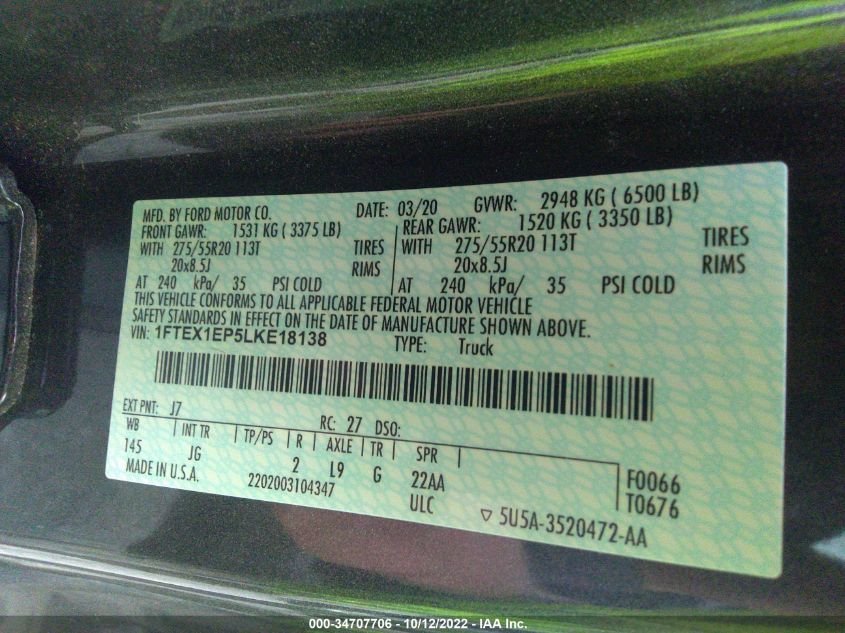 MFD. BY FORD MOTOR CO. DATE: 03/20 GVWR: 2948 KG ( 6500 LB)
FRONT GAWR: 1531 KG ( 3375 LB) REAR GAWR: 1520 KG ( 3350 LB)
WITH 275/55R20 113T TIRES WITH 275/55R20 113T TIRES
20x8.5J RIMS 20x8.5J RIMS
AT 240 kPa/ 35 PSI COLD AT 240 kPa/ 35 PSI COLD
THIS VEHICLE CONFORMS TO ALL APPLICABLE FEDERAL MOTOR VEHICLE
SAFETY STANDARDS IN EFFECT ON THE DATE OF MANUFACTURE SHOWN ABOVE.
VIN: 1FTEX1EP5LKE18138 TYPE: Truck
EXT PNT: J7 RC: 27 DSO:
WB INT TR TP/PS R AXLE TR SPR
145 JG 2 L9 G 22AA F0066
MADE IN U.S.A. 2202003104347 ULC T0676
▽ 5U5A-3520472-AA
000-34707706 - 10/12/2022 - IAA Inc.